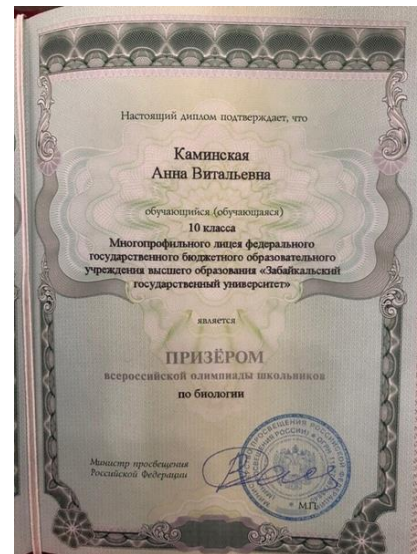 Настоящий диплом подтверждает, что
Каминская
Анна Витальевна
обучающийся (обучающаяся)
10 класса
Многопрофильного лицея федерального
государственного бюджетного образовательного
учреждения высшего образования «Забайкальский
государственный университет»
является
ПРИЗЁРОМ
всероссийской олимпиады школьников
по биологии
Министр просвещения
Российской Федерации
МП